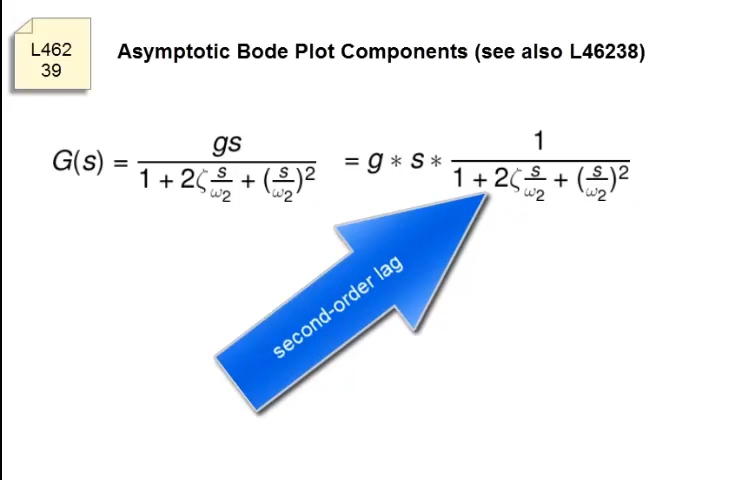 L462
39
Asymptotic Bode Plot Components (see also L46238)
G(s) = gs / (1 + 2ζ s/ω2 + (s/ω2)²) = g * s * 1 / (1 + 2ζ s/ω2 + (s/ω2)²)
second-order lag